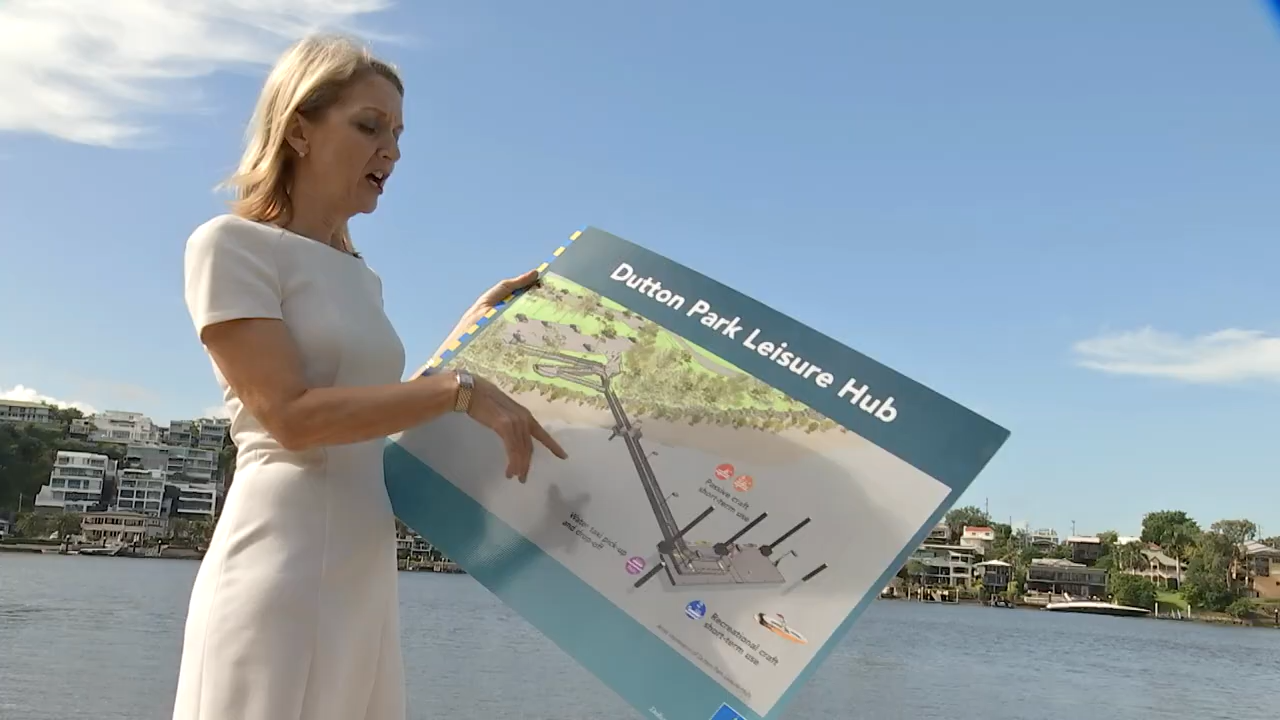 Dutton Park Leisure Hub
Passive craft
short-term use
Water taxi pick-up
and drop-off
Recreational craft
short-term use